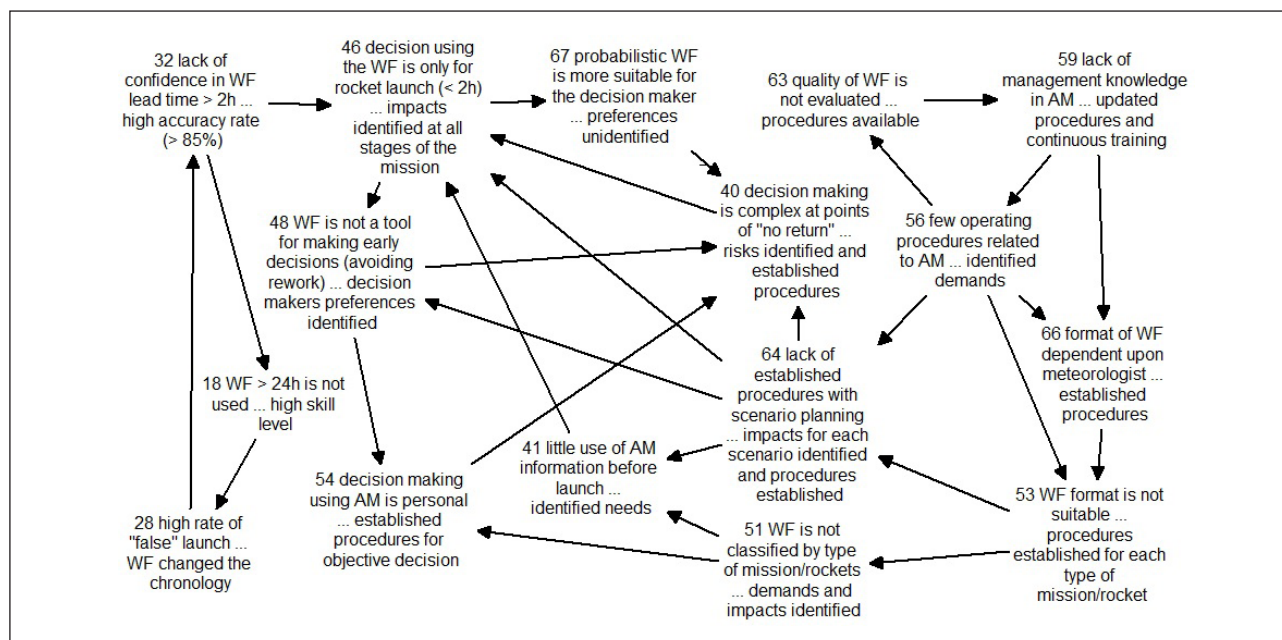 32 lack of
confidence in WF
lead time > 2h ...
high accuracy rate
(> 85%)
46 decision using
the WF is only for
rocket launch (< 2h)
... impacts
identified at all
stages of the
mission
67 probabilistic WF
is more suitable for
the decision maker
... preferences
unidentified
63 quality of WF is
not evaluated ...
procedures available
59 lack of
management knowledge
in AM ... updated
procedures and
continuous training
48 WF is not a tool
for making early
decisions (avoiding
rework) ... decision
makers preferences
identified
40 decision making
is complex at points
of "no return" ...
risks identified and
established
procedures
56 few operating
procedures related
to AM ... identified
demands
18 WF > 24h is not
used ... high skill
level
64 lack of
established
procedures with
scenario planning
... impacts for each
scenario identified
and procedures
established
66 format of WF
dependent upon
meteorologist ...
established
procedures
28 high rate of
"false" launch ...
WF changed the
chronology
54 decision making
using AM is personal
... established
procedures for
objective decision
41 little use of AM
information before
launch ...
identified needs
51 WF is not
classified by type
of mission/rockets
... demands and
impacts identified
53 WF format is not
suitable ...
procedures
established for each
type of
mission/rocket